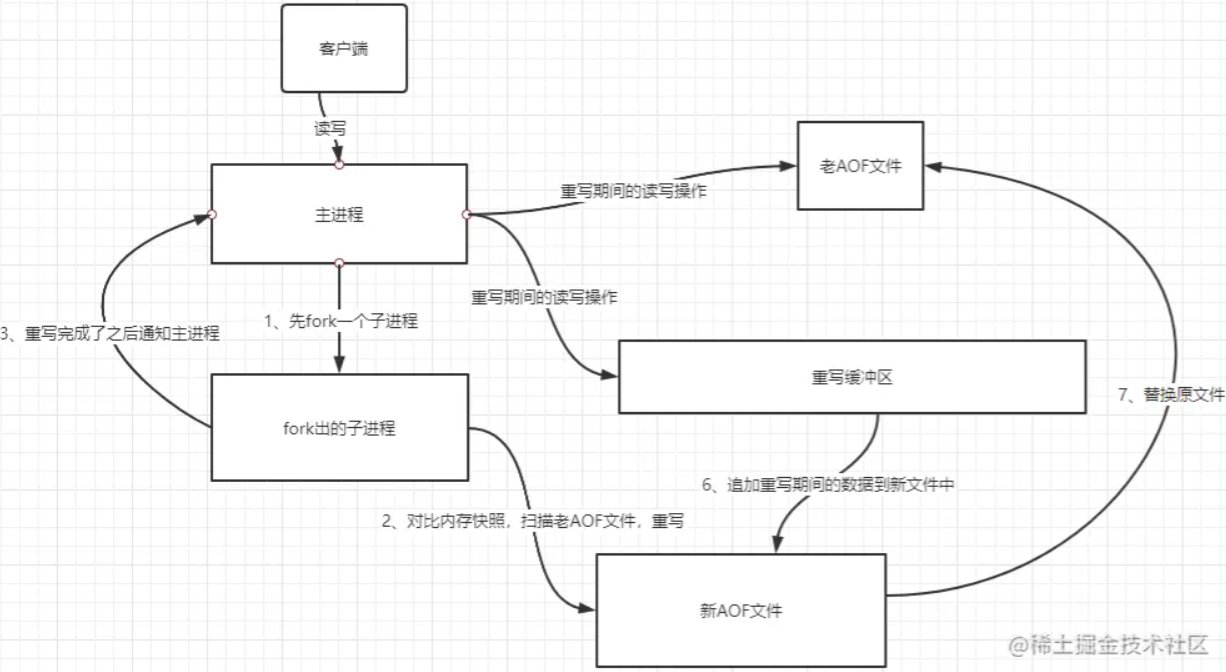 客户端
读写
老AOF文件
重写期间的读写操作
主进程
重写期间的读写操作
1、先fork一个子进程
3、重写完成了之后通知主进程
重写缓冲区
7、替换原文件
fork出的子进程
6、追加重写期间的数据到新文件中
2、对比内存快照，扫描老AOF文件，重写
新AOF文件
@稀土掘金技术社区